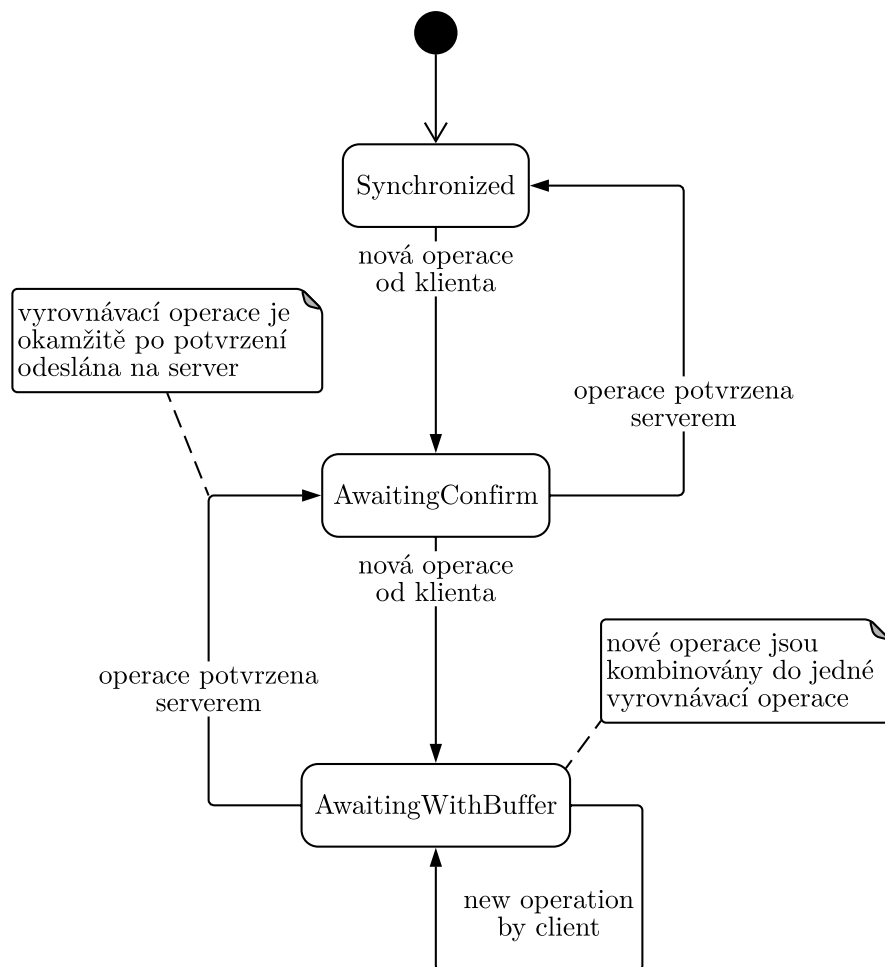 Synchronized
nová operace
od klienta
vyrovnávací operace je
okamžitě po potvrzení
odeslána na server
operace potvrzena
serverem
AwaitingConfirm
nová operace
od klienta
nové operace jsou
kombinovány do jedné
vyrovnávací operace
operace potvrzena
serverem
AwaitingWithBuffer
new operation
by client